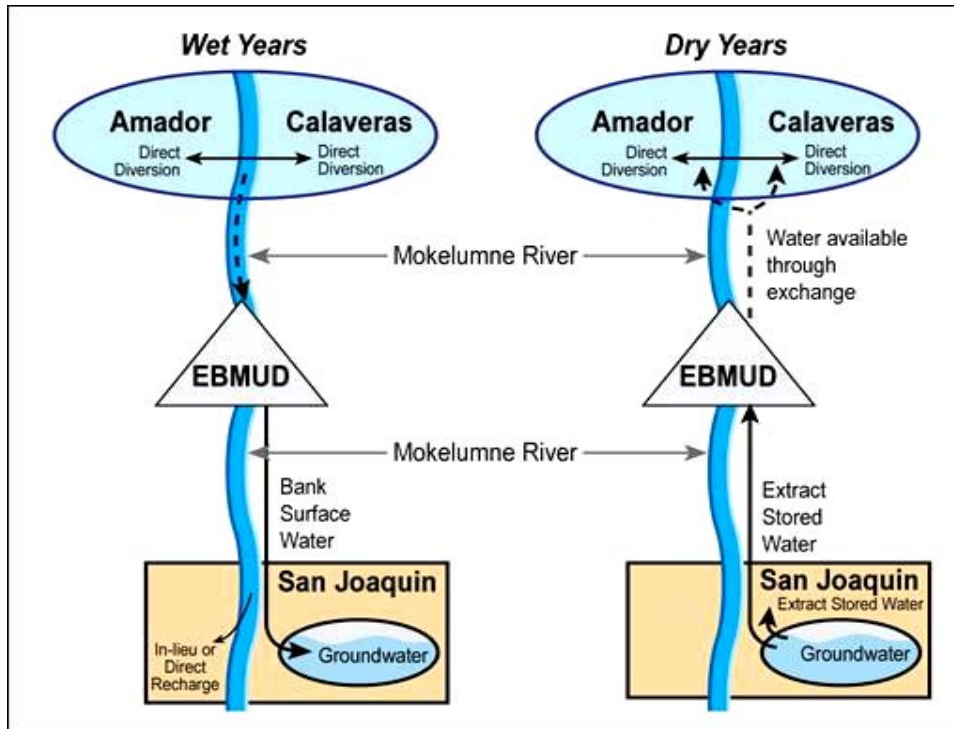 Wet Years
Amador
Calaveras
Direct
Diversion
Direct
Diversion
Dry Years
Amador
Calaveras
Direct
Diversion
Direct
Diversion
Mokelumne River
Water available
through
exchange
EBMUD
EBMUD
Mokelumne River
Bank
Surface
Water
Extract
Stored
Water
San Joaquin
In-lieu or
Direct
Recharge
Groundwater
San Joaquin
Extract Stored Water
Groundwater